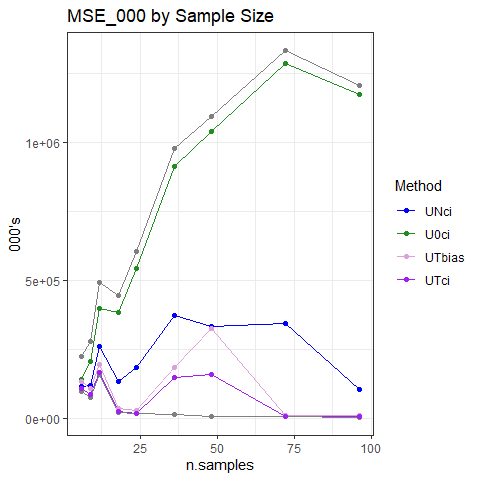 MSE_000 by Sample Size
1e+06
5e+05
0e+00
000's
25
50
75
100
n.samples
Method
UNci
U0ci
UTbias
UTci